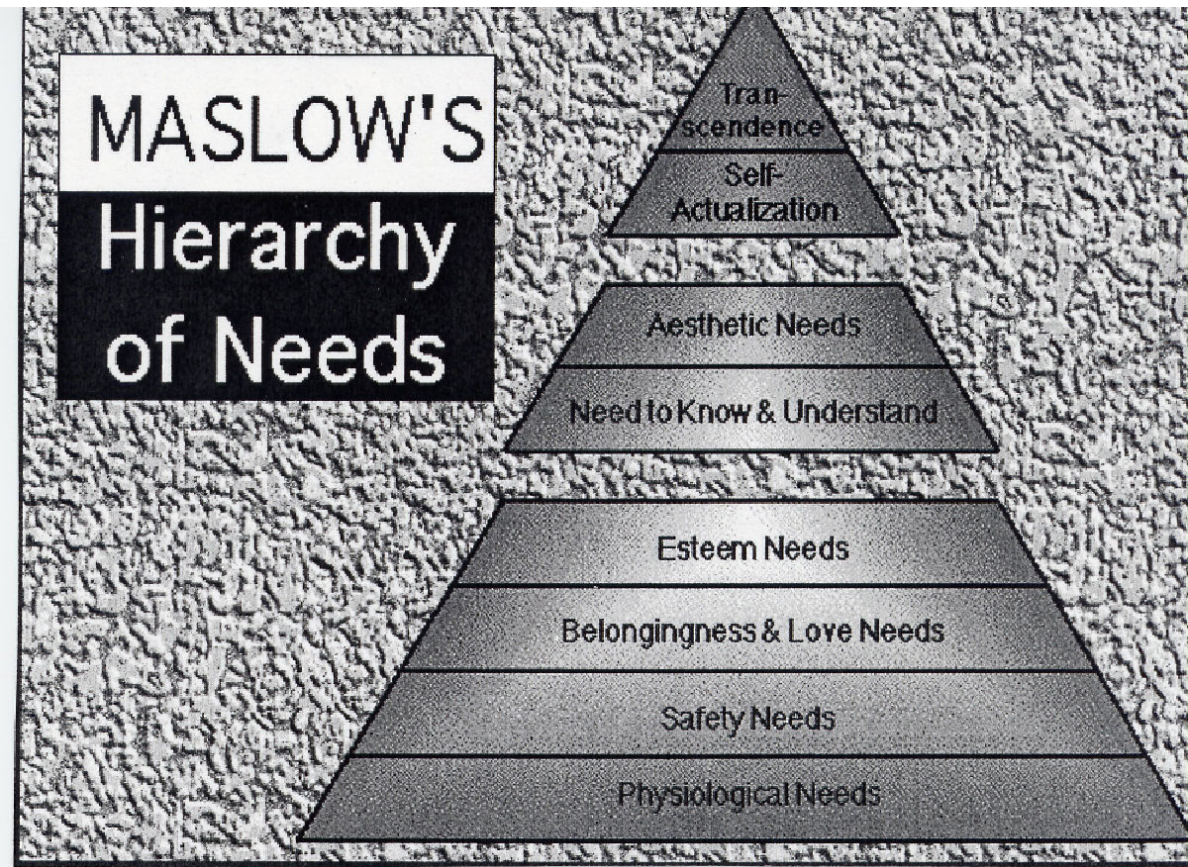 MASLOW'S
Hierarchy
of Needs
Tran-
scendence
Self-
Actualization
Aesthetic Needs
Need to Know & Understand
Esteem Needs
Belongingness & Love Needs
Safety Needs
Physiological Needs